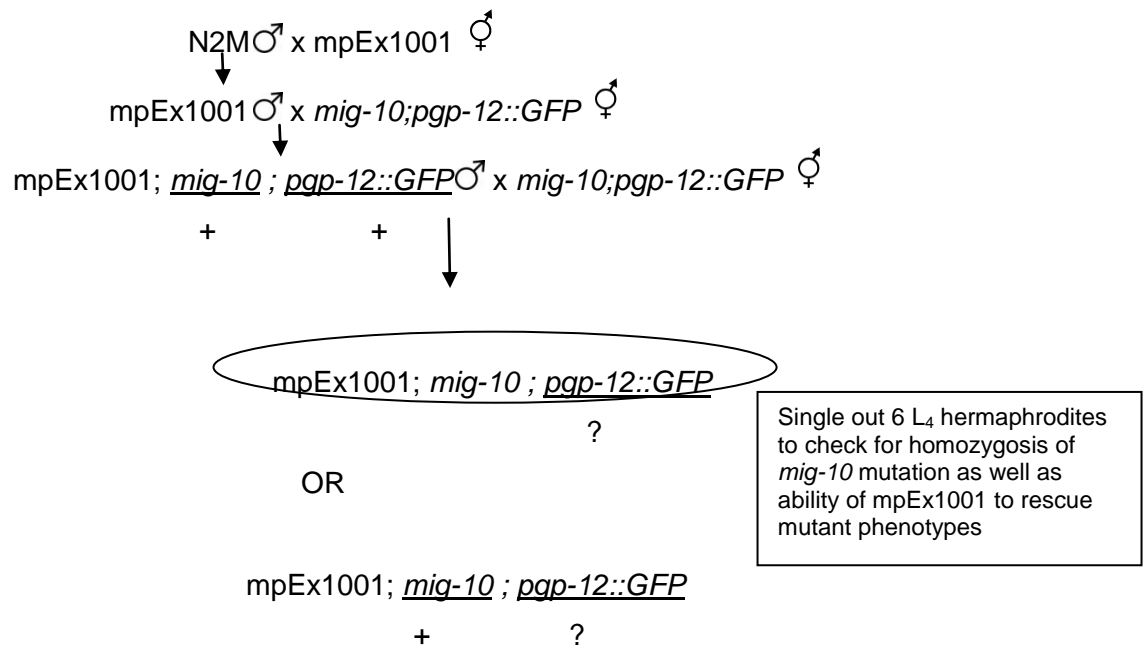 N2M♂ x mpEx1001 ⚥
mpEx1001♂ x mig-10;pgp-12::GFP ⚥
mpEx1001; mig-10 ; pgp-12::GFP♂ x mig-10;pgp-12::GFP ⚥
+ +
mpEx1001; mig-10 ; pgp-12::GFP
?
OR
mpEx1001; mig-10 ; pgp-12::GFP
+ ?
Single out 6 L₄ hermaphrodites
to check for homozygosis of
mig-10 mutation as well as
ability of mpEx1001 to rescue
mutant phenotypes